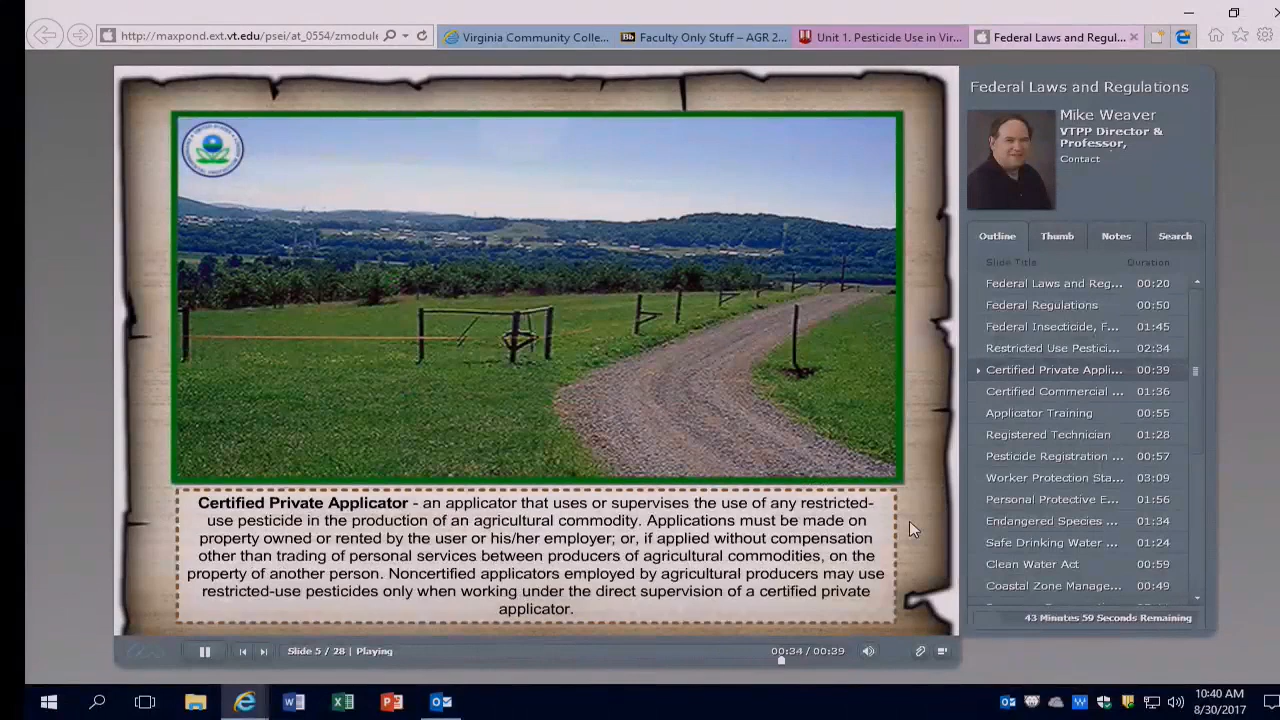 http://maxpond.ext.vt.edu/psei/at_0554/zmodule
Virginia Community Colle...
Faculty Only Stuff – AGR 2...
Unit 1. Pesticide Use in Vir...
Federal Laws and Regul...
Federal Laws and Regulations
Mike Weaver
VTPP Director &
Professor,
Contact
Outline
Thumb
Notes
Search
Slide Title
Duration
Federal Laws and Reg... 00:20
Federal Regulations 00:50
Federal Insecticide, F... 01:45
Restricted Use Pestici... 02:34
Certified Private Appli... 00:39
Certified Commercial ... 01:36
Applicator Training 00:55
Registered Technician 01:28
Pesticide Registration ... 00:57
Worker Protection Sta... 03:09
Personal Protective E... 01:56
Endangered Species ... 01:34
Safe Drinking Water ... 01:24
Clean Water Act 00:59
Coastal Zone Manage... 00:49
43 Minutes 59 Seconds Remaining
Certified Private Applicator - an applicator that uses or supervises the use of any restricted-
use pesticide in the production of an agricultural commodity. Applications must be made on
property owned or rented by the user or his/her employer; or, if applied without compensation
other than trading of personal services between producers of agricultural commodities, on the
property of another person. Noncertified applicators employed by agricultural producers may use
restricted-use pesticides only when working under the direct supervision of a certified private
applicator.
Slide 5 / 28 | Playing
00:34 / 00:39
10:40 AM
8/30/2017